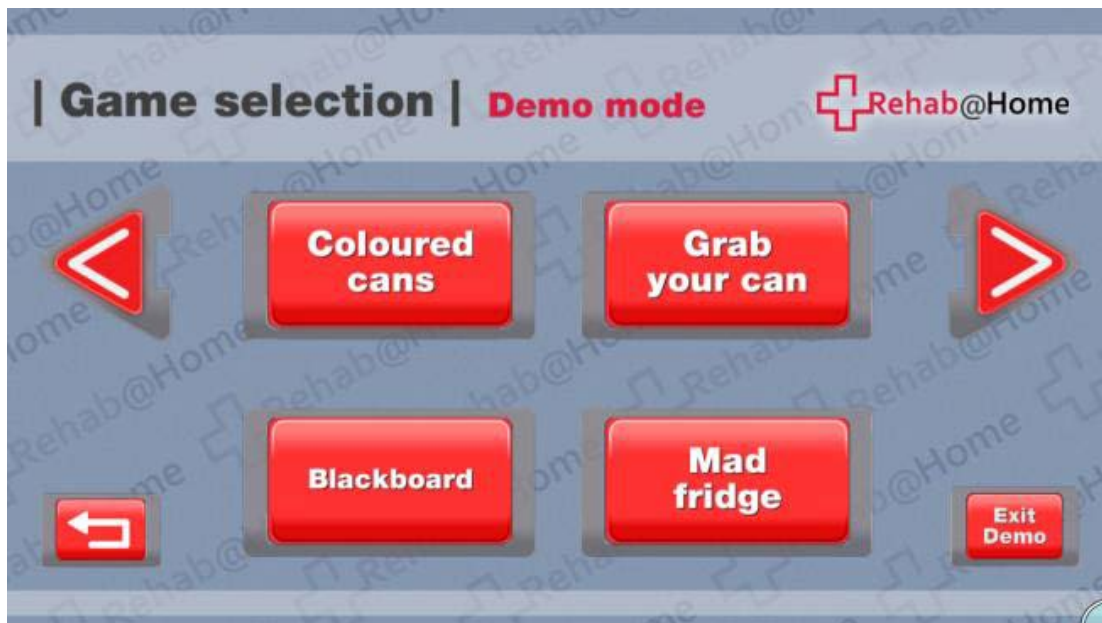 | Game selection | Demo mode
Rehab@Home
Coloured
cans
Grab
your can
Blackboard
Mad
fridge
Exit
Demo